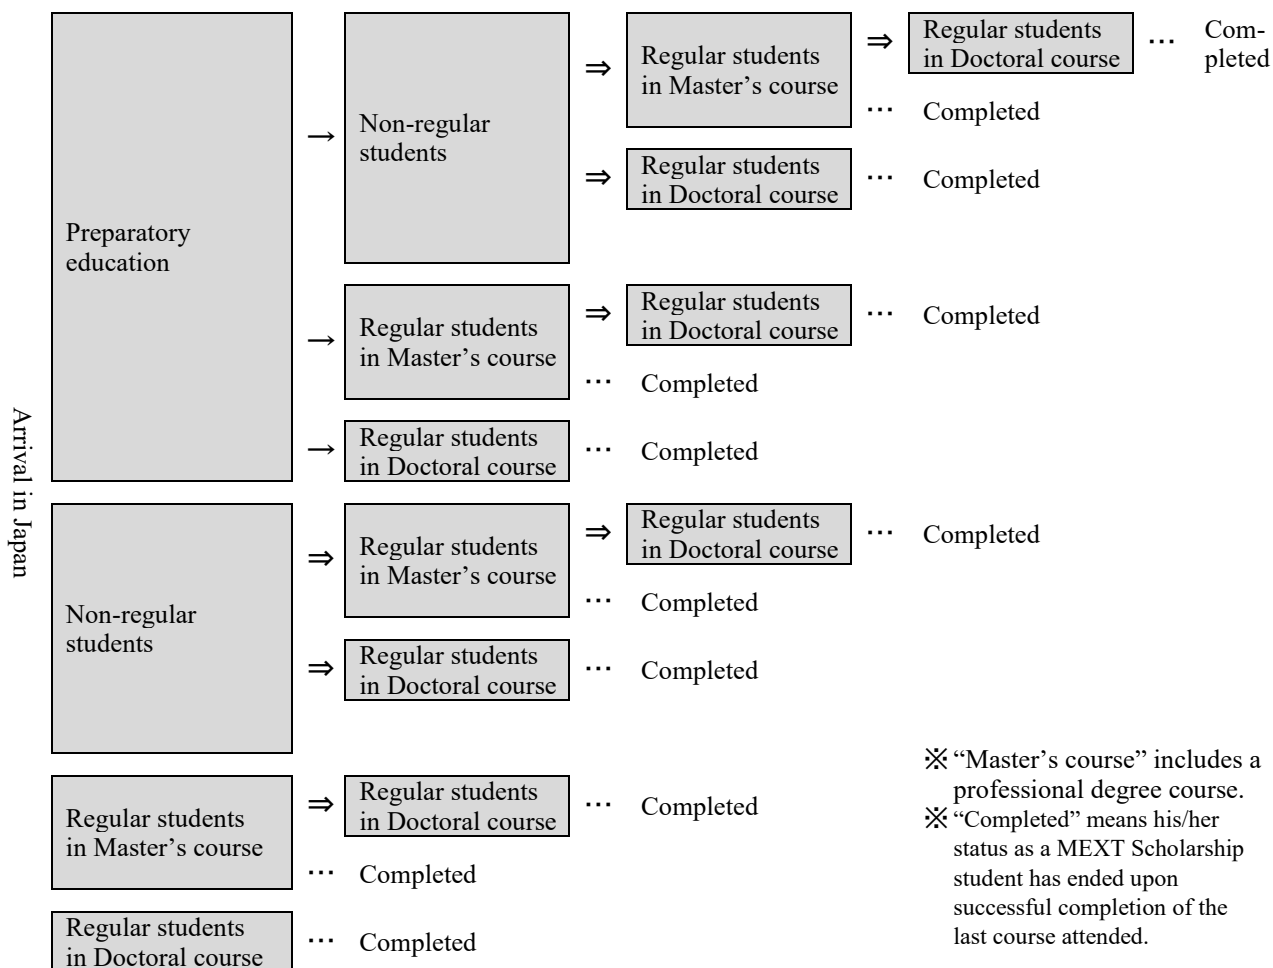 Arrival in Japan
Preparatory
education
→
Non-regular
students
⇒
Regular students
in Master’s course
⇒
Regular students
in Doctoral course
…
Com-
pleted
…
Completed
⇒
Regular students
in Doctoral course
…
Completed
→
Regular students
in Master’s course
⇒
Regular students
in Doctoral course
…
Completed
…
Completed
→
Regular students
in Doctoral course
…
Completed
Non-regular
students
⇒
Regular students
in Master’s course
⇒
Regular students
in Doctoral course
…
Completed
…
Completed
⇒
Regular students
in Doctoral course
…
Completed
Regular students
in Master’s course
⇒
Regular students
in Doctoral course
…
Completed
…
Completed
Regular students
in Doctoral course
…
Completed
※ “Master’s course” includes a
professional degree course.
※ “Completed” means his/her
status as a MEXT Scholarship
student has ended upon
successful completion of the
last course attended.